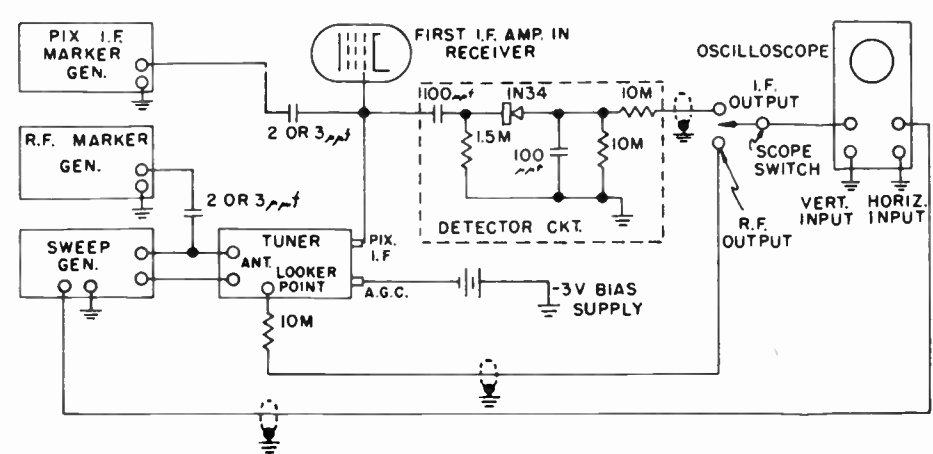 PIX I.F.
MARKER
GEN.
FIRST I.F. AMP. IN
RECEIVER
OSCILLOSCOPE
I.F.
OUTPUT
100μμf
1N34
10M
2 OR 3μμf
1.5M
100
μμf
10M
SCOPE
SWITCH
R.F. MARKER
GEN.
2 OR 3μμf
VERT.
INPUT
HORIZ.
INPUT
R.F.
OUTPUT
DETECTOR CKT.
SWEEP
GEN.
TUNER
ANT.
LOOKER
POINT
PIX.
I.F
A.G.C.
-3V BIAS
SUPPLY
10M